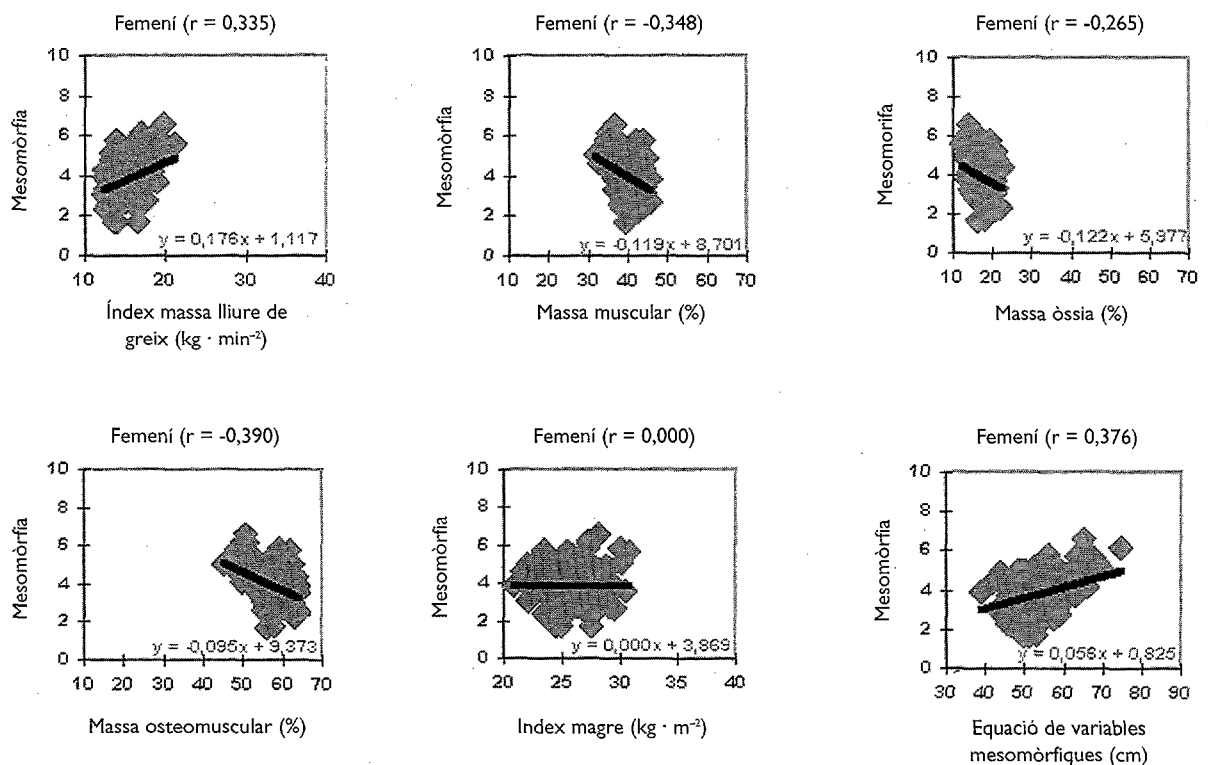 Femení (r = 0,335)
Mesomòrfia
10
8
6
4
2
0
y = 0,176x + 1,117
10 20 30 40
Índex massa lliure de
greix (kg · min⁻²)
Femení (r = -0,348)
Mesomòrfia
10
8
6
4
2
0
y = -0,119x + 8,701
10 20 30 40 50 60 70
Massa muscular (%)
Femení (r = -0,265)
Mesomorifa
10
8
6
4
2
0
y = -0,122x + 5,977
10 20 30 40 50 60 70
Massa òssia (%)
Femení (r = -0,390)
Mesomòrfia
10
8
6
4
2
0
y = -0,095x + 9,373
10 20 30 40 50 60 70
Massa osteomuscular (%)
Femení (r = 0,000)
Mesomòrfia
10
8
6
4
2
0
y = 0,000x + 3,869
20 25 30 35 40
Index magre (kg · m⁻²)
Femení (r = 0,376)
Mesomòrfia
10
8
6
4
2
0
y = 0,056x + 0,825
30 40 50 60 70 80 90
Equació de variables
mesomòrfiques (cm)